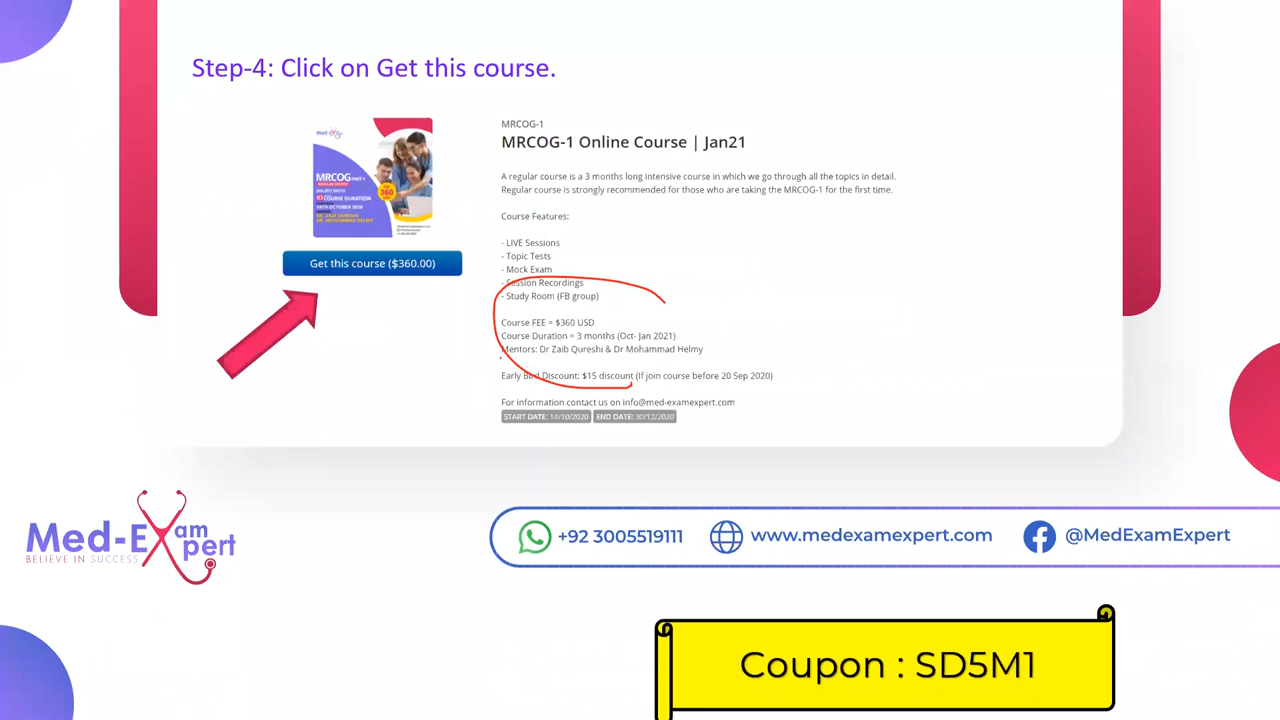 Step-4: Click on Get this course.
MRCOG-1
MRCOG-1 Online Course | Jan21
A regular course is a 3 months long intensive course in which we go through all the topics in detail.
Regular course is strongly recommended for those who are taking the MRCOG-1 for the first time.
Course Features:
- LIVE Sessions
- Topic Tests
- Mock Exam
- Session Recordings
- Study Room (FB group)
Course FEE = $360 USD
Course Duration = 3 months (Oct- Jan 2021)
Mentors: Dr Zaib Qureshi & Dr Mohammad Helmy
Early Bird Discount: $15 discount (If join course before 20 Sep 2020)
For information contact us on info@med-examexpert.com
START DATE: 14/10/2020 END DATE: 30/12/2020
MRCOG PART 1
360
COURSE DURATION
Get this course ($360.00)
Med-Exam Expert
BELIEVE IN SUCCESS
+92 3005519111
www.medexamexpert.com
@MedExamExpert
Coupon : SD5M1